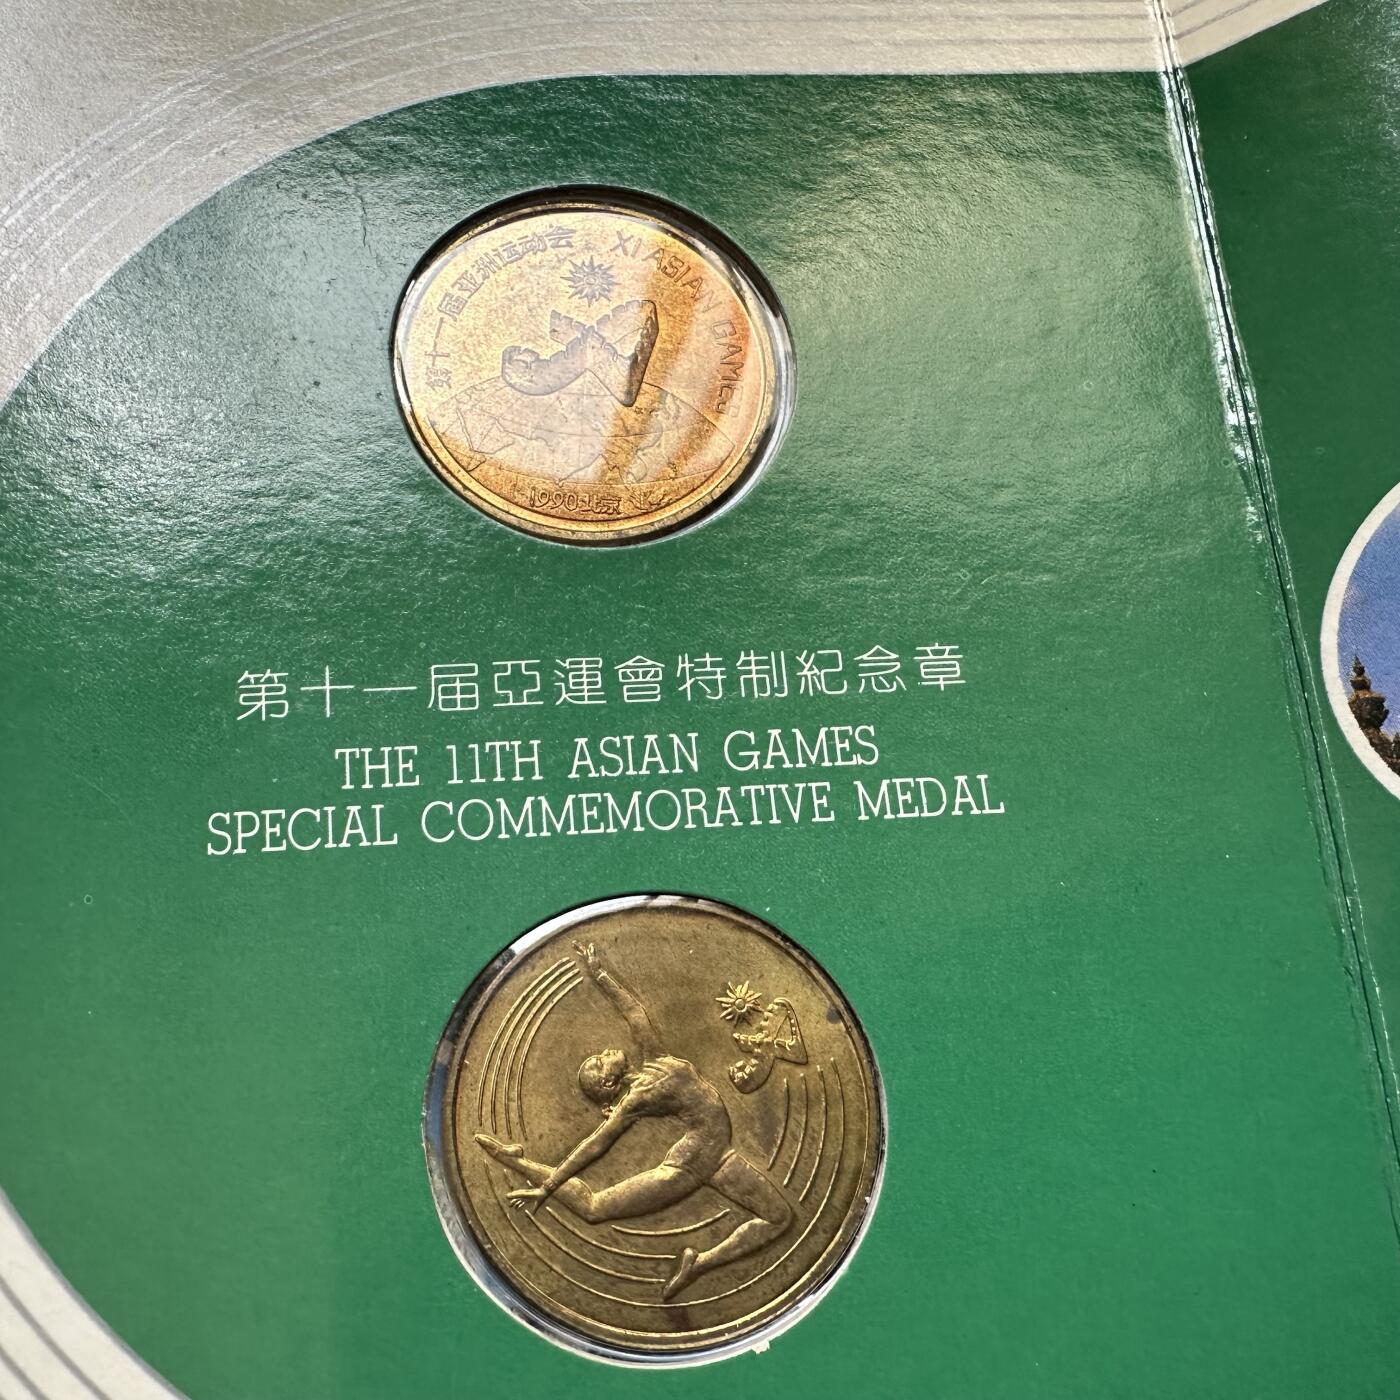 第十一届亚洲运动会 XI ASIAN GAMES
1990北京
第十一届亞運會特制紀念章
THE 11TH ASIAN GAMES
SPECIAL COMMEMORATIVE MEDAL